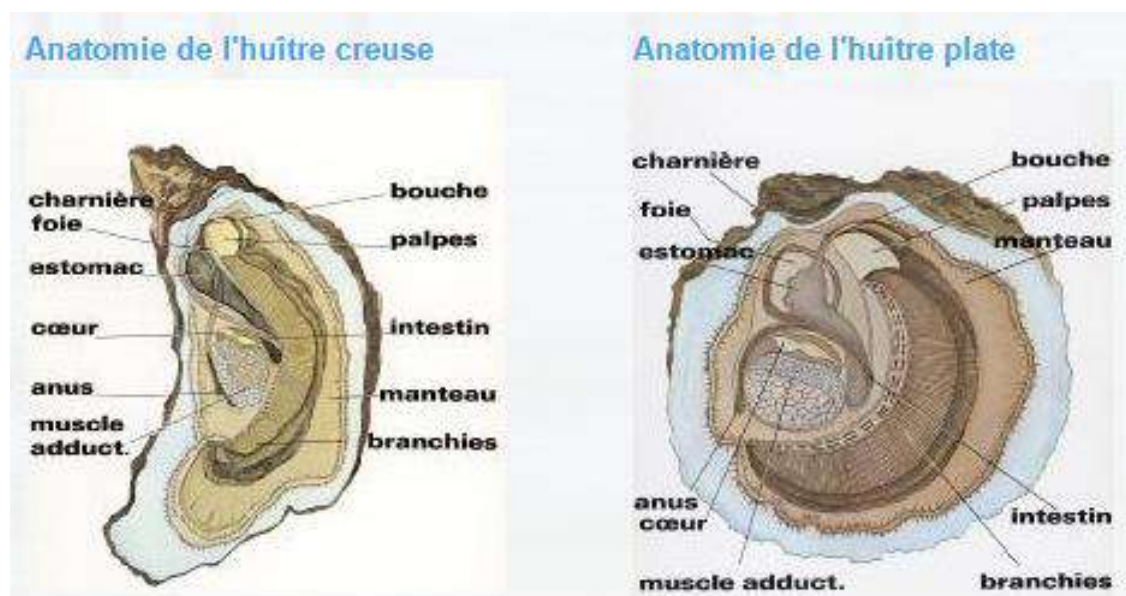 Anatomie de l'huître creuse
charnière
foie
estomac
cœur
anus
muscle
adduct.
bouche
palpes
intestin
manteau
branchies
Anatomie de l'huître plate
charnière
foie
estomac
bouche
palpes
manteau
anus
cœur
muscle adduct.
intestin
branchies